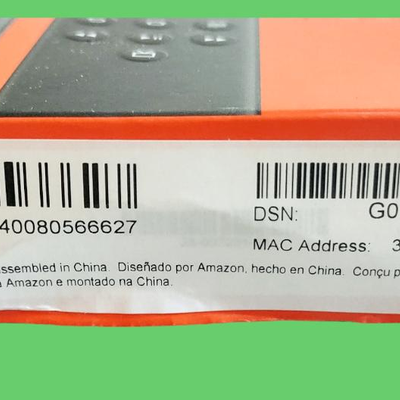 40080566627
DSN: G0
MAC Address: 3
Assembled in China. Diseñado por Amazon, hecho en China. Conçu p
Amazon e montado na China.